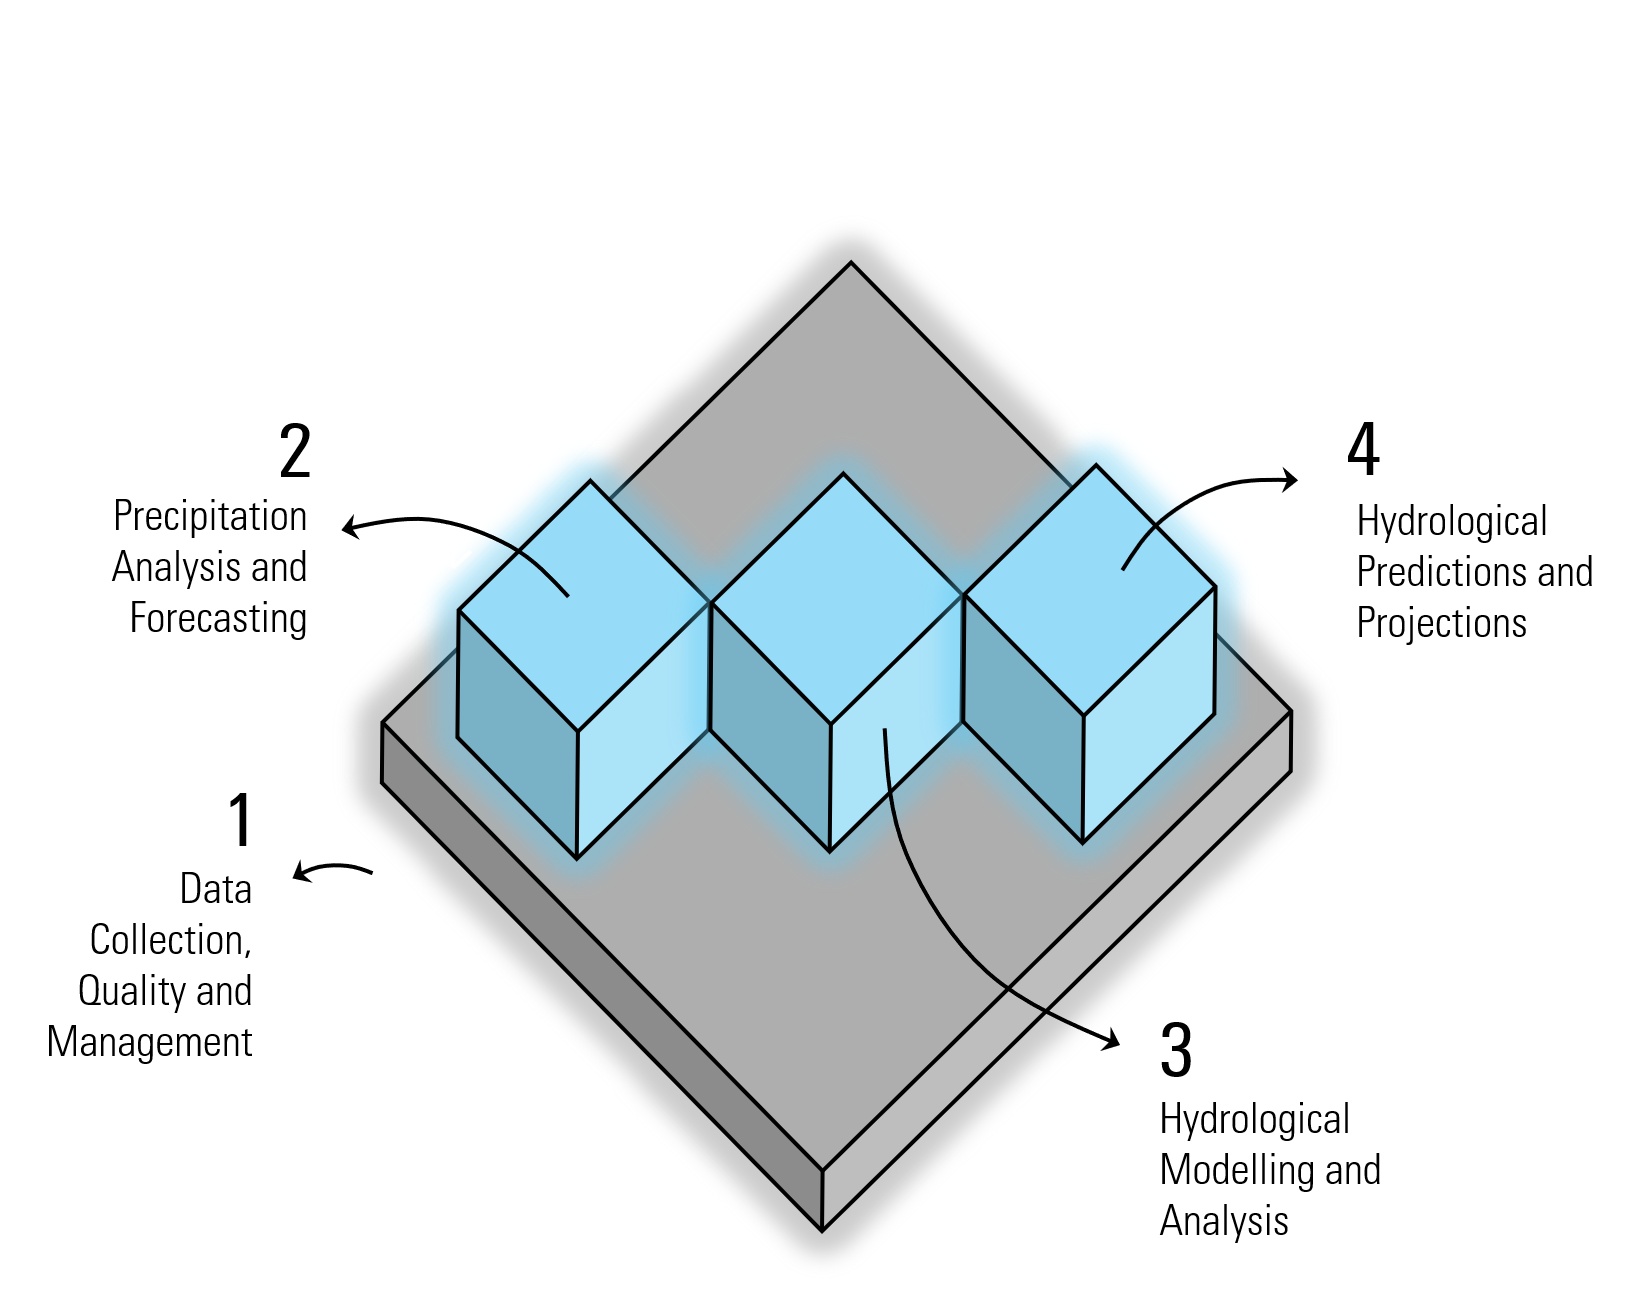 2
Precipitation
Analysis and
Forecasting
4
Hydrological
Predictions and
Projections
1
Data
Collection,
Quality and
Management
3
Hydrological
Modelling and
Analysis